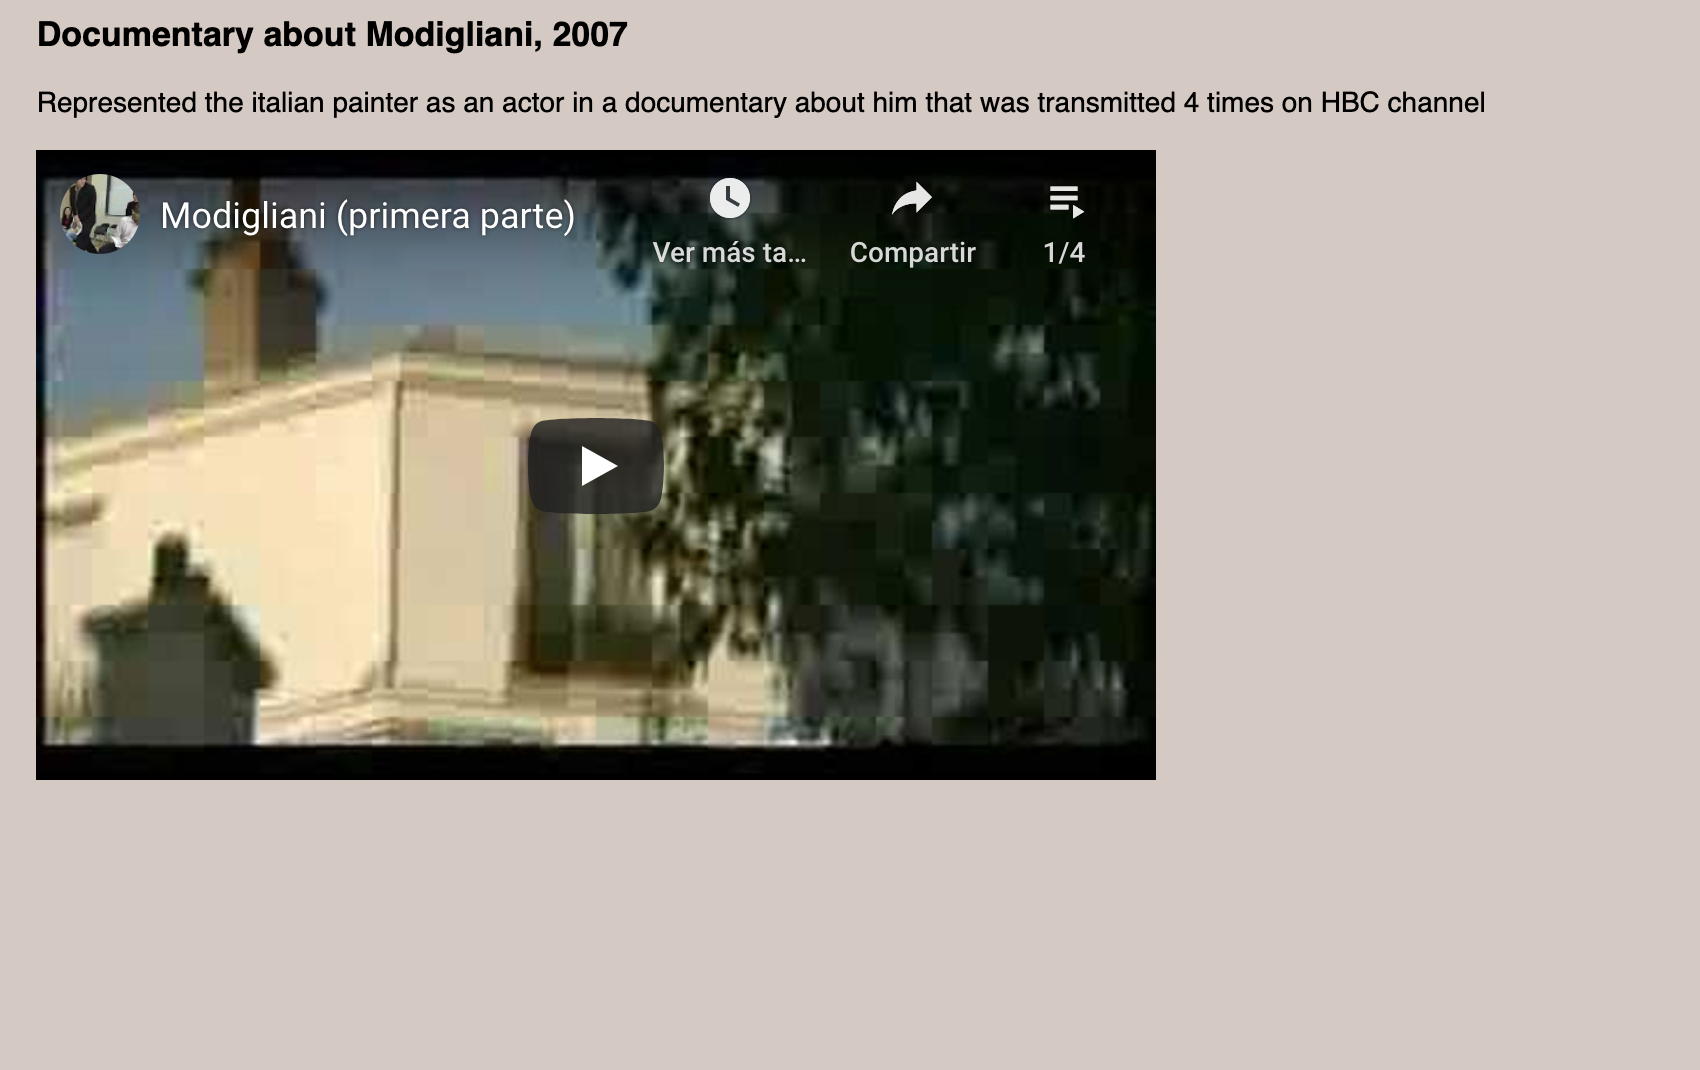 Documentary about Modigliani, 2007
Represented the italian painter as an actor in a documentary about him that was transmitted 4 times on HBC channel
Modigliani (primera parte)
Ver más ta...
Compartir
1/4